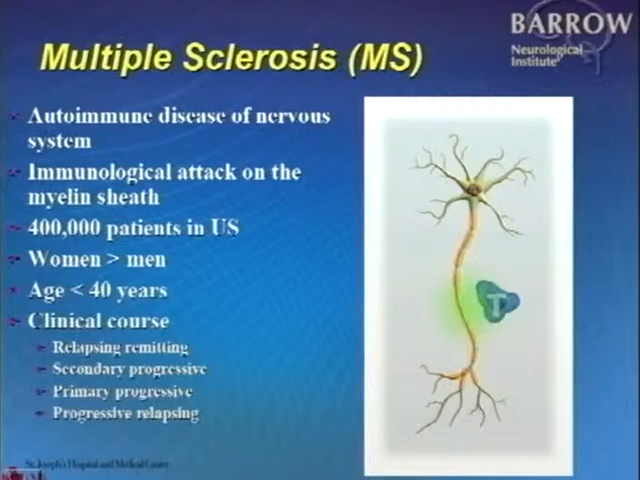 BARROW
Neurological
Institute
Multiple Sclerosis (MS)
Autoimmune disease of nervous
system
Immunological attack on the
myelin sheath
400,000 patients in US
Women > men
Age < 40 years
Clinical course
Relapsing remitting
Secondary progressive
Primary progressive
Progressive relapsing
T
St. Joseph's Hospital and Medical Center